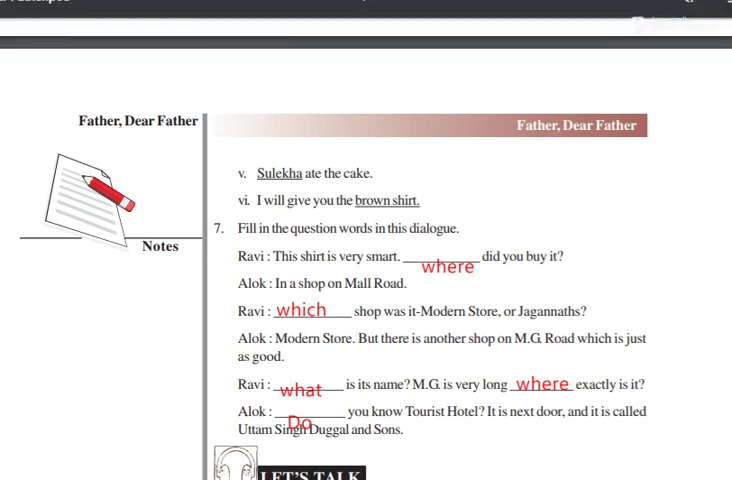 Father, Dear Father
Father, Dear Father
v. Sulekha ate the cake.
vi. I will give you the brown shirt.
Notes
7. Fill in the question words in this dialogue.
Ravi : This shirt is very smart. where did you buy it?
Alok : In a shop on Mall Road.
Ravi : which shop was it-Modern Store, or Jagannaths?
Alok : Modern Store. But there is another shop on M.G. Road which is just
as good.
Ravi : what is its name? M.G. is very long where exactly is it?
Alok : Do you know Tourist Hotel? It is next door, and it is called
Uttam Singh Duggal and Sons.
LET'S TALK